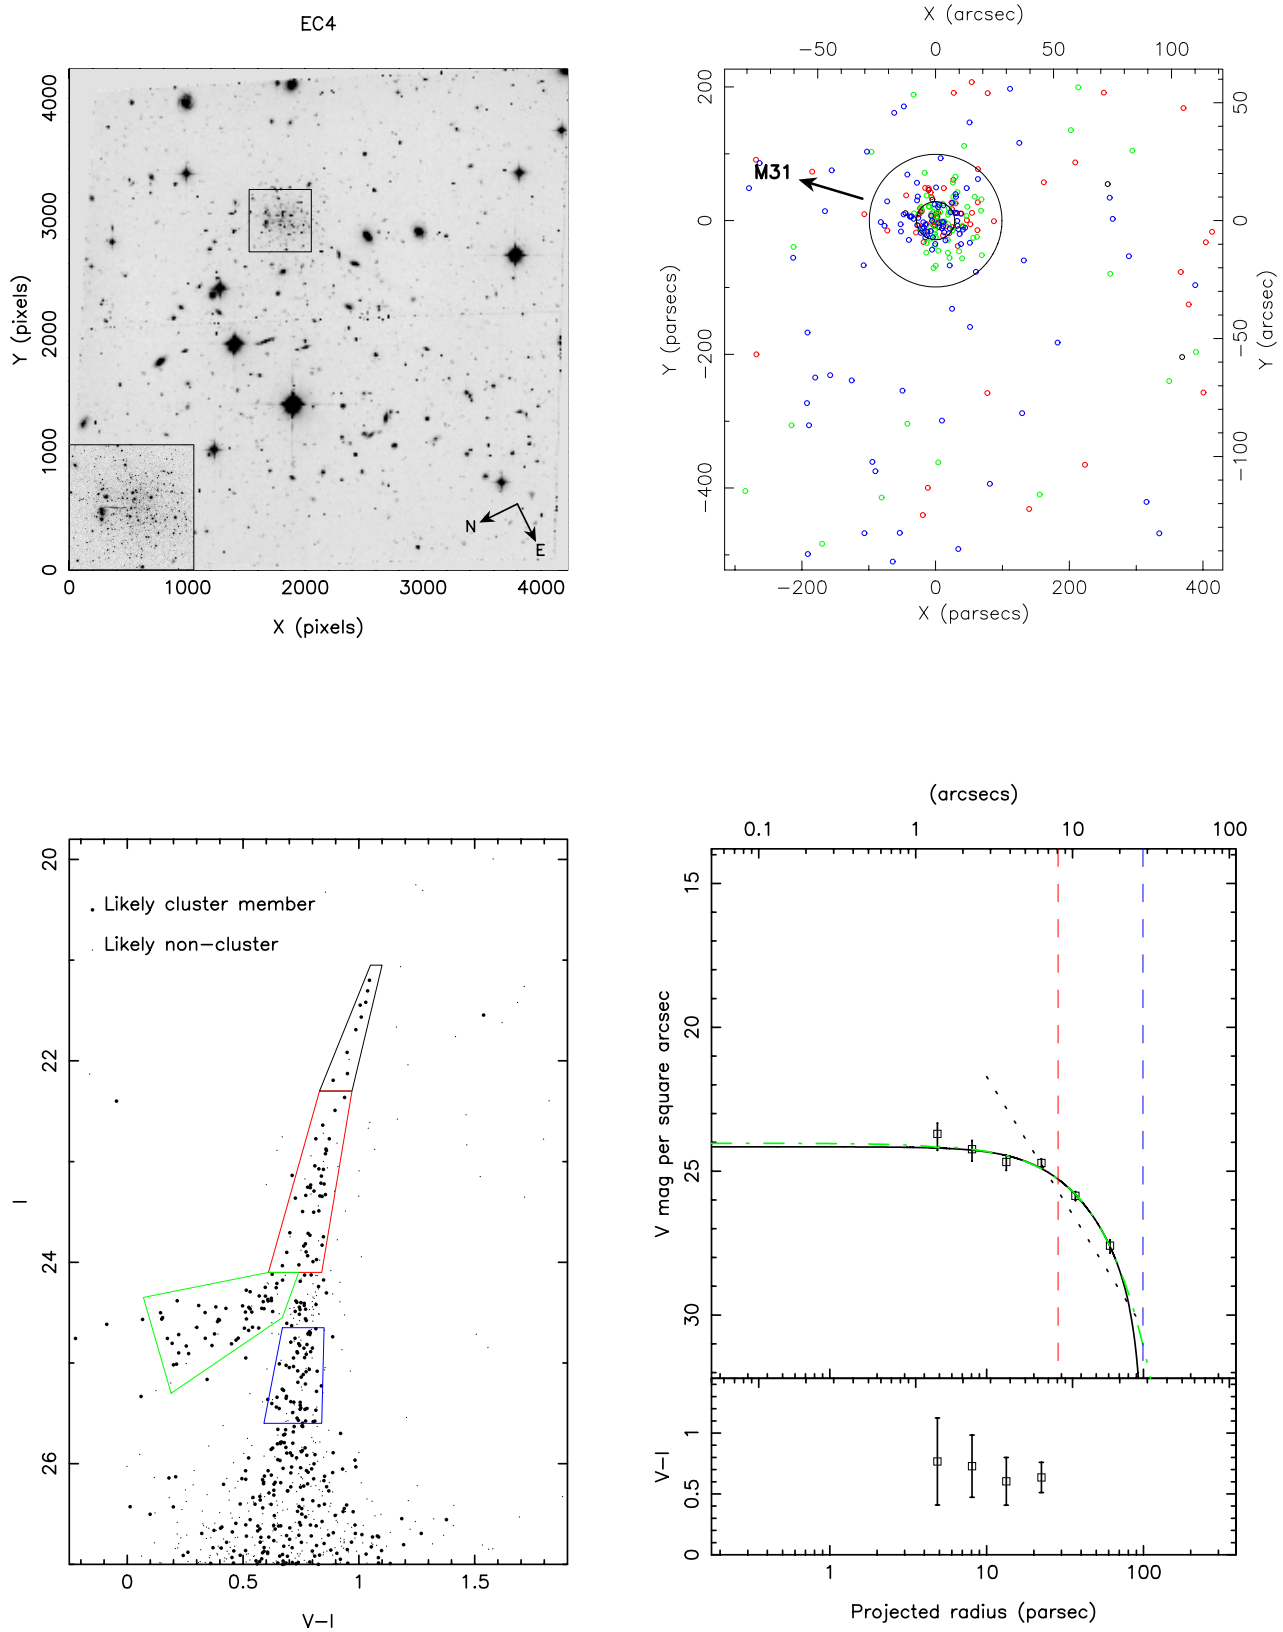 EC4
4000
3000
2000
1000
0
Y (pixels)
N
E
0 1000 2000 3000 4000
X (pixels)
X (arcsec)
−50 0 50 100
200
0
−200
−400
Y (parsecs)
M31
50
0
−50
−100
Y (arcsec)
−200 0 200 400
X (parsecs)
20
22
24
26
I
Likely cluster member
Likely non−cluster
0 0.5 1 1.5
V−I
(arcsecs)
0.1 1 10 100
15
20
25
30
V mag per square arcsec
1
0.5
0
V−I
1 10 100
Projected radius (parsec)